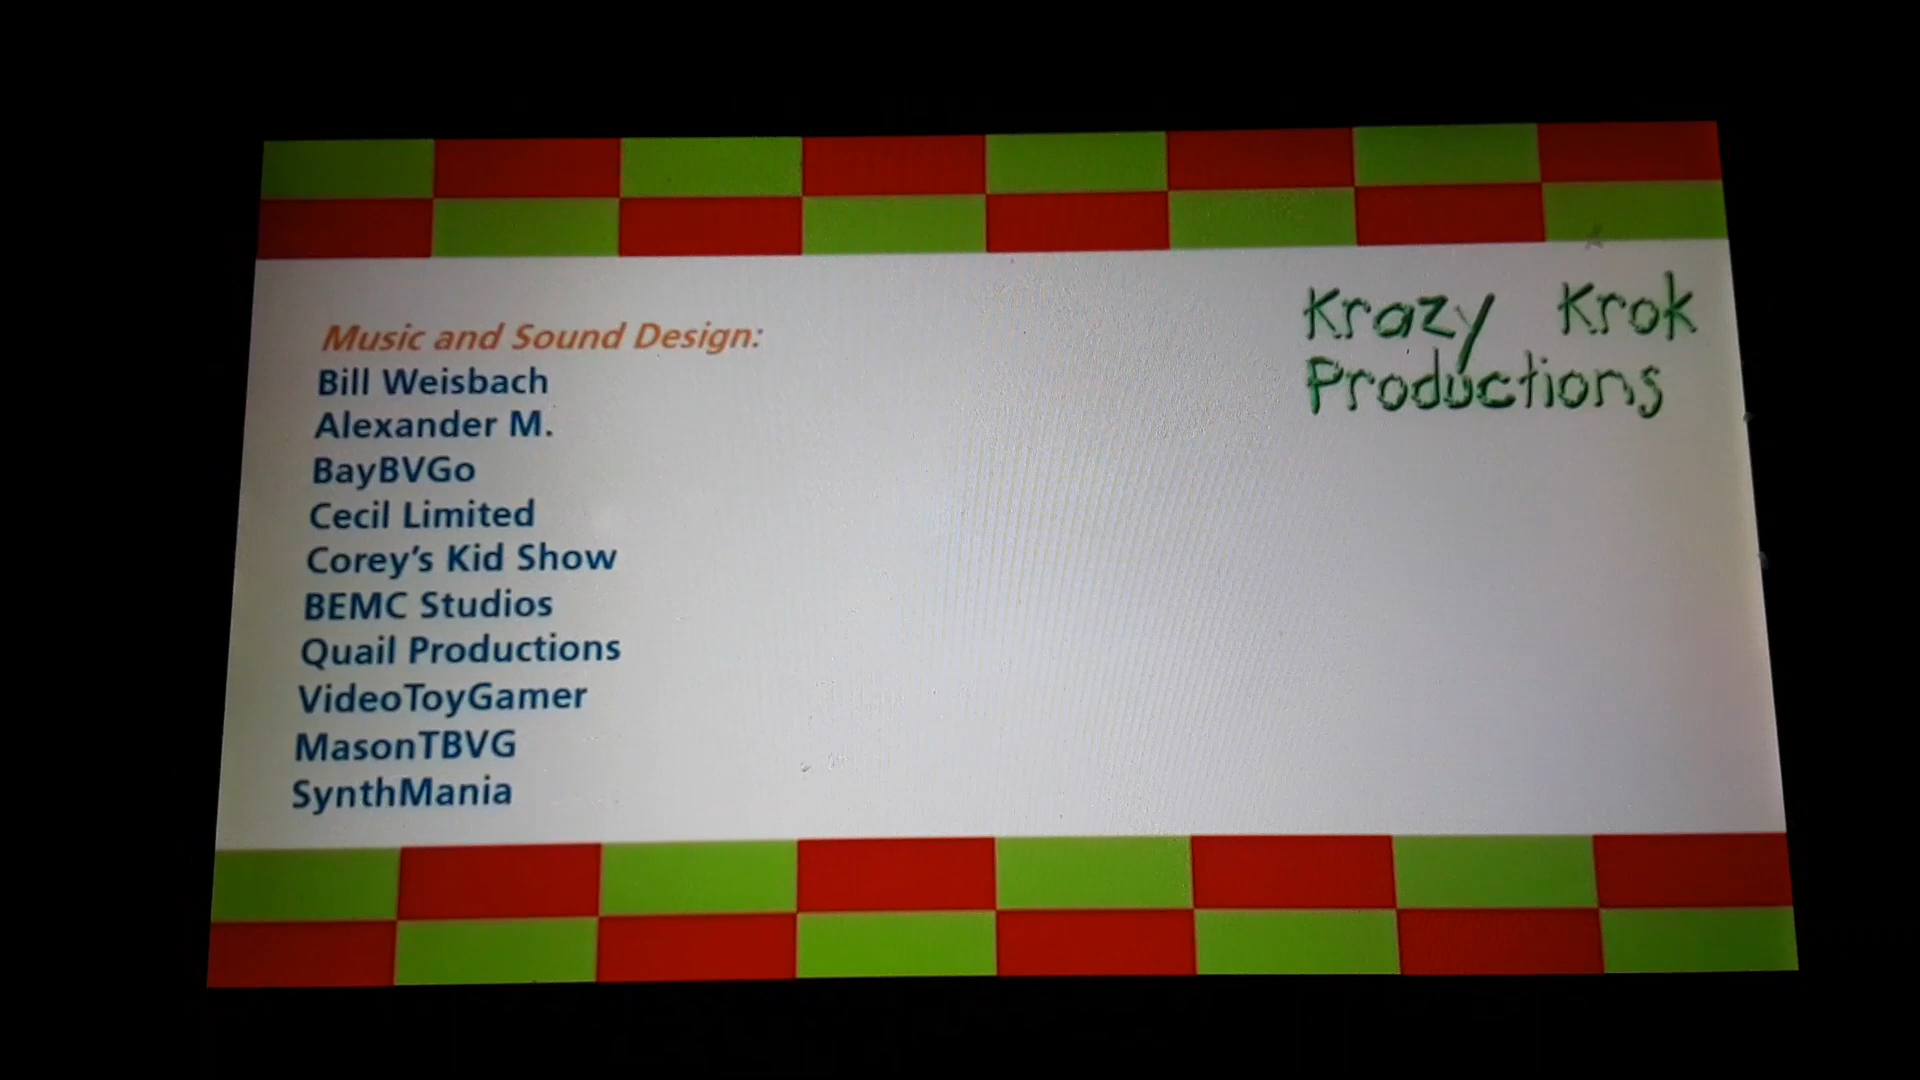 Krazy Krok
Productions
Music and Sound Design:
Bill Weisbach
Alexander M.
BayBVGo
Cecil Limited
Corey's Kid Show
BEMC Studios
Quail Productions
VideoToyGamer
MasonTBVG
SynthMania